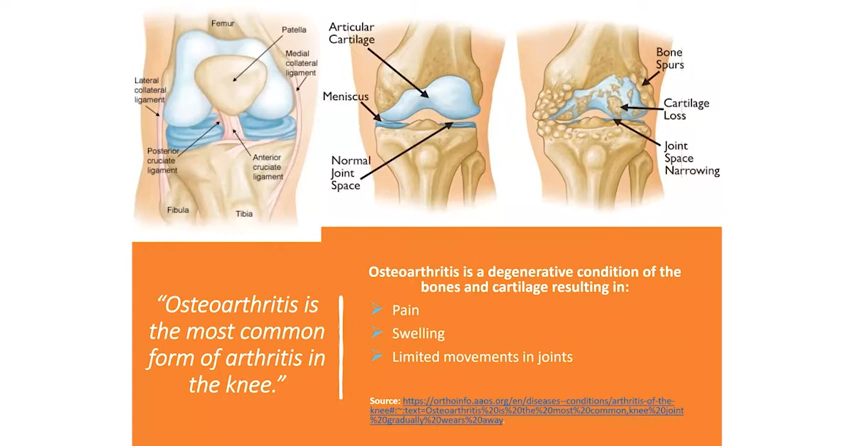 Femur
Patella
Medial
collateral
ligament
Lateral
collateral
ligament
Posterior
cruciate
ligament
Anterior
cruciate
ligament
Fibula
Tibia
Articular
Cartilage
Meniscus
Normal
Joint
Space
Bone
Spurs
Cartilage
Loss
Joint
Space
Narrowing
“Osteoarthritis is
the most common
form of arthritis in
the knee.”
Osteoarthritis is a degenerative condition of the
bones and cartilage resulting in:
Pain
Swelling
Limited movements in joints
Source: https://orthoinfo.aaos.org/en/diseases--conditions/arthritis-of-the-
knee#:~:text=Osteoarthritis%20is%20the%20most%20common,knee%20joint
%20gradually%20wears%20away.